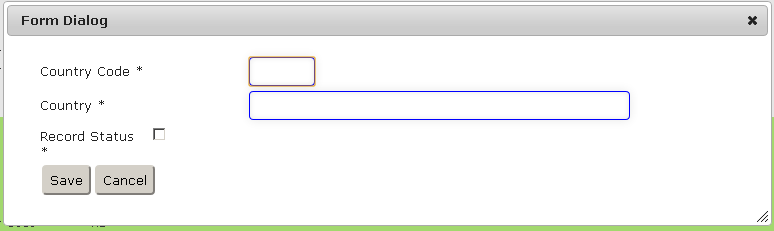 Form Dialog
Country Code *
Country *
Record Status
*
Save Cancel